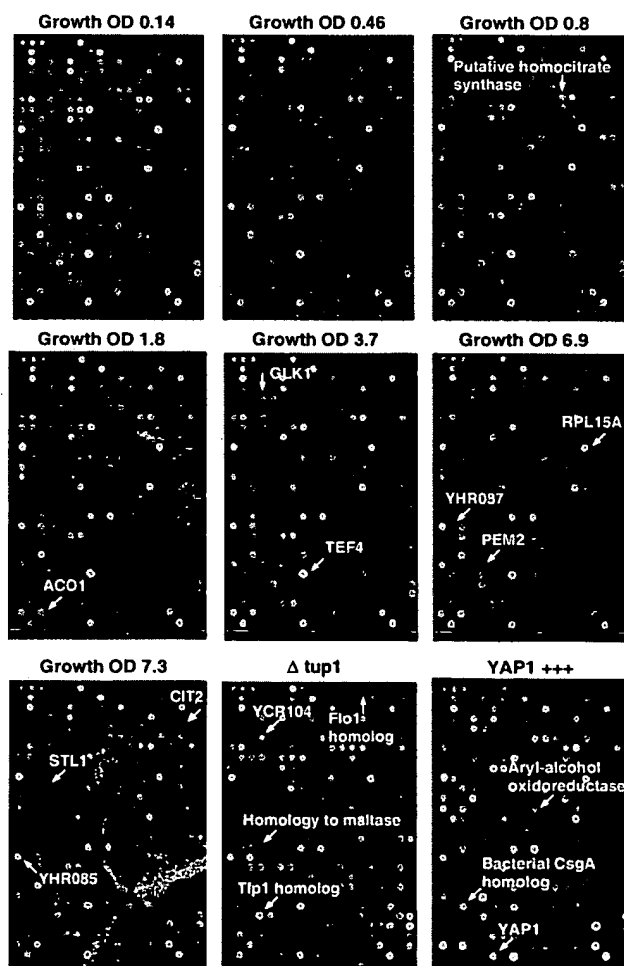 Growth OD 0.14
Growth OD 0.46
Growth OD 0.8
Putative homocitrate
synthase
Growth OD 1.8
Growth OD 3.7
Growth OD 6.9
GLK1
RPL15A
YHR087
PEM2
TEF4
ACO1
Growth OD 7.3
Δ tup1
YAP1 +++
CIT2
YCR104
Flo1
homolog
STL1
Aryl-alcohol
oxidoreductase
Homology to maltase
YHR085
Bacterial CsgA
homolog
Tfp1 homolog
YAP1